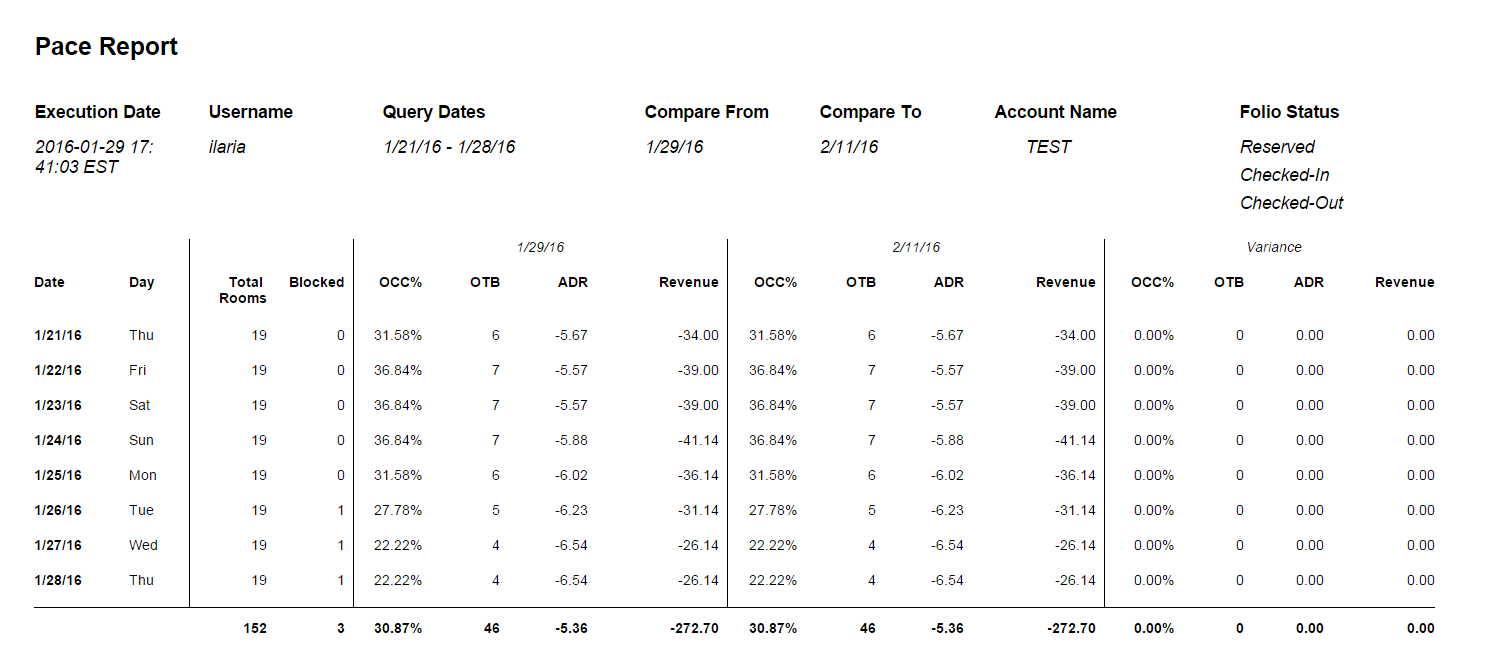 Pace Report
Execution Date Username Query Dates Compare From Compare To Account Name Folio Status
2016-01-29 17: ilaria 1/21/16 - 1/28/16 1/29/16 2/11/16 TEST Reserved
41:03 EST
Checked-In
Checked-Out
1/29/16 2/11/16 Variance
Date Day Total Blocked OCC% OTB ADR Revenue OCC% OTB ADR Revenue OCC% OTB ADR Revenue
Rooms
1/21/16 Thu 19 0 31.58% 6 -5.67 -34.00 31.58% 6 -5.67 -34.00 0.00% 0 0.00 0.00
1/22/16 Fri 19 0 36.84% 7 -5.57 -39.00 36.84% 7 -5.57 -39.00 0.00% 0 0.00 0.00
1/23/16 Sat 19 0 36.84% 7 -5.57 -39.00 36.84% 7 -5.57 -39.00 0.00% 0 0.00 0.00
1/24/16 Sun 19 0 36.84% 7 -5.88 -41.14 36.84% 7 -5.88 -41.14 0.00% 0 0.00 0.00
1/25/16 Mon 19 0 31.58% 6 -6.02 -36.14 31.58% 6 -6.02 -36.14 0.00% 0 0.00 0.00
1/26/16 Tue 19 1 27.78% 5 -6.23 -31.14 27.78% 5 -6.23 -31.14 0.00% 0 0.00 0.00
1/27/16 Wed 19 1 22.22% 4 -6.54 -26.14 22.22% 4 -6.54 -26.14 0.00% 0 0.00 0.00
1/28/16 Thu 19 1 22.22% 4 -6.54 -26.14 22.22% 4 -6.54 -26.14 0.00% 0 0.00 0.00
152 3 30.87% 46 -5.36 -272.70 30.87% 46 -5.36 -272.70 0.00% 0 0.00 0.00